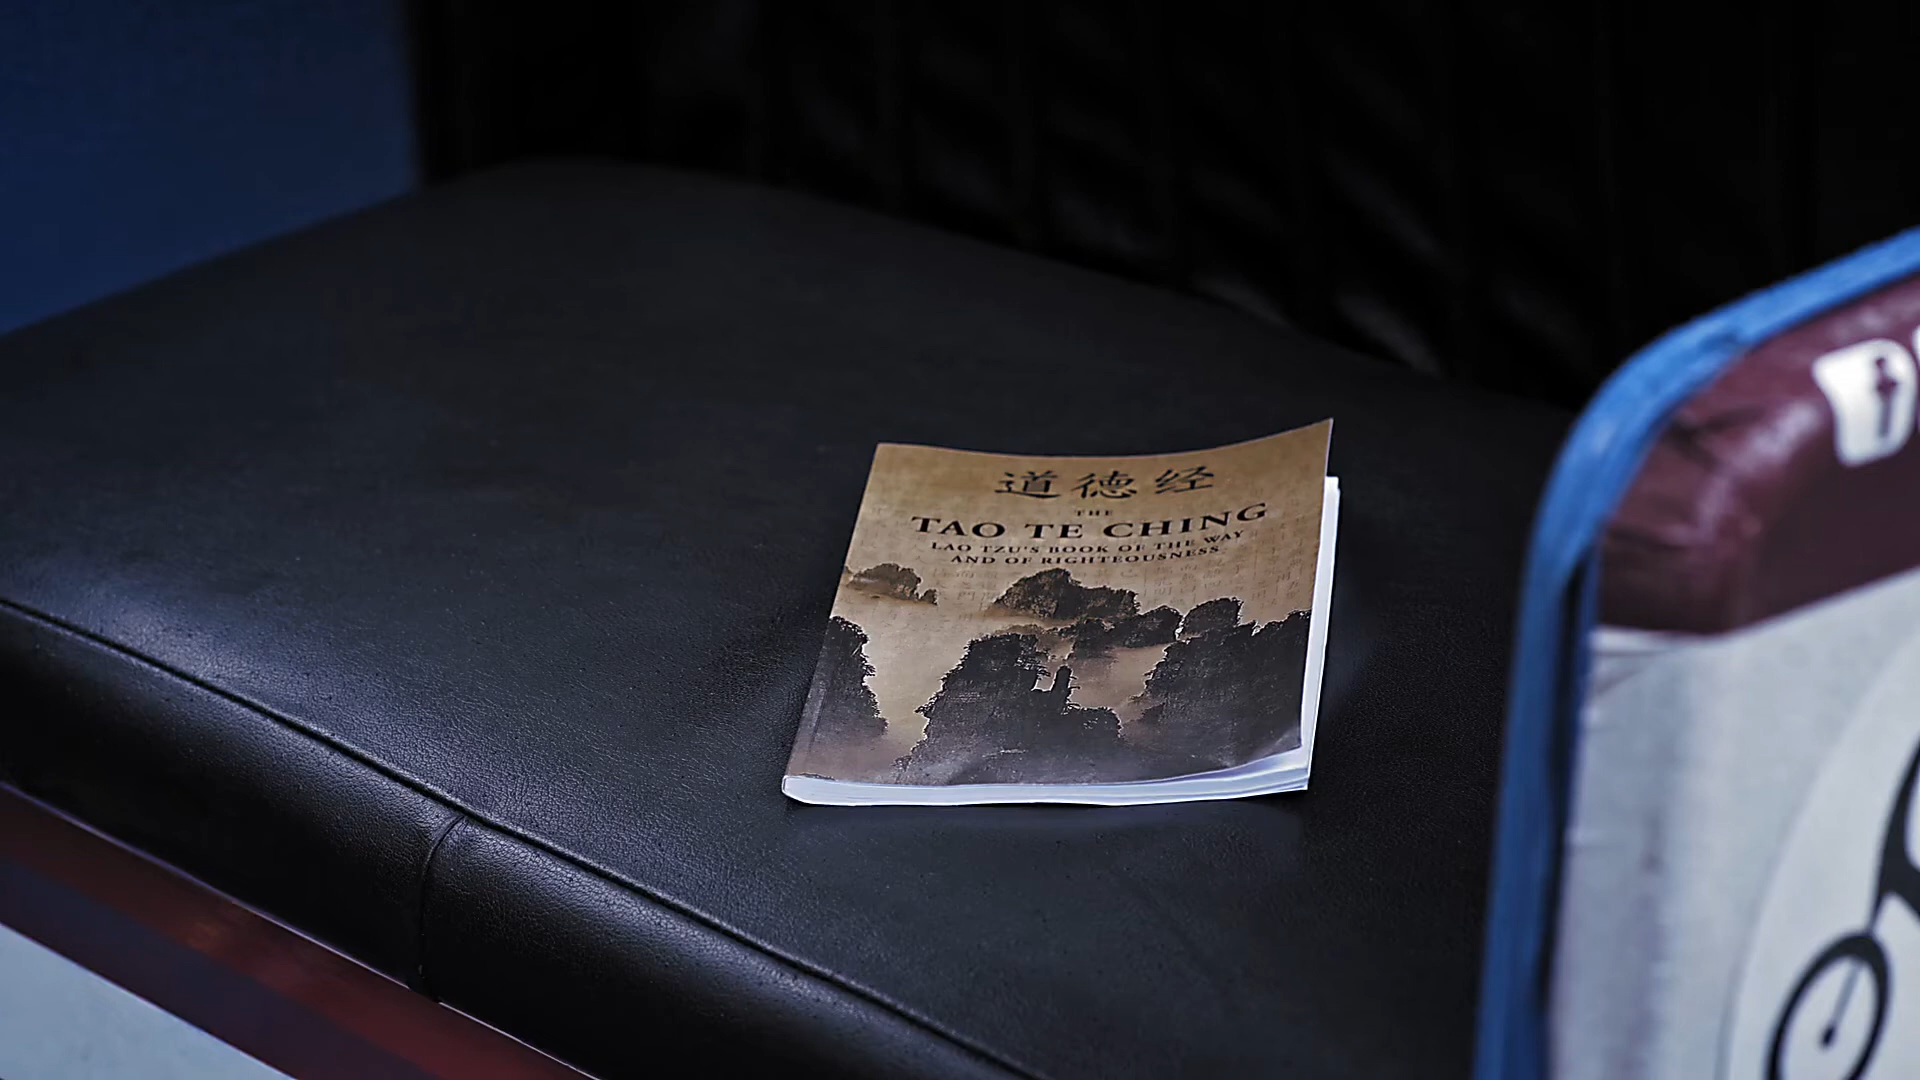 道德经
THE
TAO TE CHING
LAO TZU'S BOOK OF THE WAY
AND OF RIGHTEOUSNESS